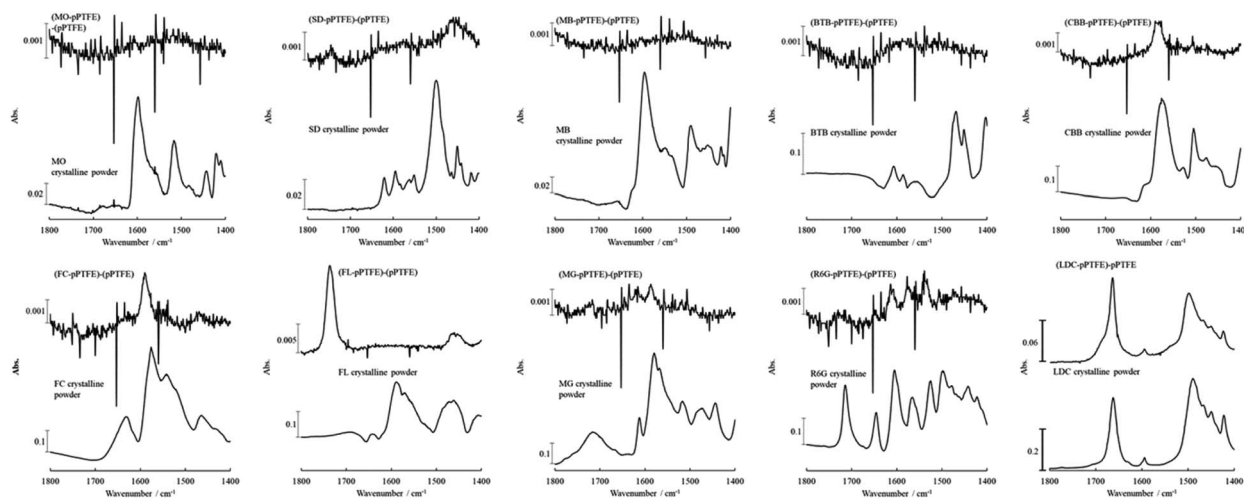 (MO-pPTFE)
-(pPTFE)
0.001
Abs.
MO
crystalline powder
0.02
1800 1700 1600 1500 1400
Wavenumber / cm⁻¹
(SD-pPTFE)-(pPTFE)
0.001
Abs.
SD crystalline powder
0.02
1800 1700 1600 1500 1400
Wavenumber / cm⁻¹
(MB-pPTFE)-(pPTFE)
0.001
Abs.
MB
crystalline powder
0.02
1800 1700 1600 1500 1400
Wavenumber / cm⁻¹
(BTB-pPTFE)-(pPTFE)
0.001
Abs.
BTB crystalline powder
0.1
1800 1700 1600 1500 1400
Wavenumber / cm⁻¹
(CBB-pPTFE)-(pPTFE)
0.001
Abs.
CBB crystalline powder
0.1
1800 1700 1600 1500 1400
Wavenumber / cm⁻¹
(FC-pPTFE)-(pPTFE)
0.001
Abs.
FC crystalline
powder
0.1
1800 1700 1600 1500 1400
Wavenumber / cm⁻¹
(FL-pPTFE)-(pPTFE)
0.005
Abs.
FL crystalline powder
0.1
1800 1700 1600 1500 1400
Wavenumber / cm⁻¹
(MG-pPTFE)-(pPTFE)
0.001
Abs.
MG crystalline
powder
0.1
1800 1700 1600 1500 1400
Wavenumber / cm⁻¹
(R6G-pPTFE)-(pPTFE)
0.001
Abs.
R6G crystalline
powder
0.1
1800 1700 1600 1500 1400
Wavenumber / cm⁻¹
(LDC-pPTFE)-pPTFE
0.06
Abs.
LDC crystalline powder
0.2
1800 1700 1600 1500 1400
Wavenumber / cm⁻¹